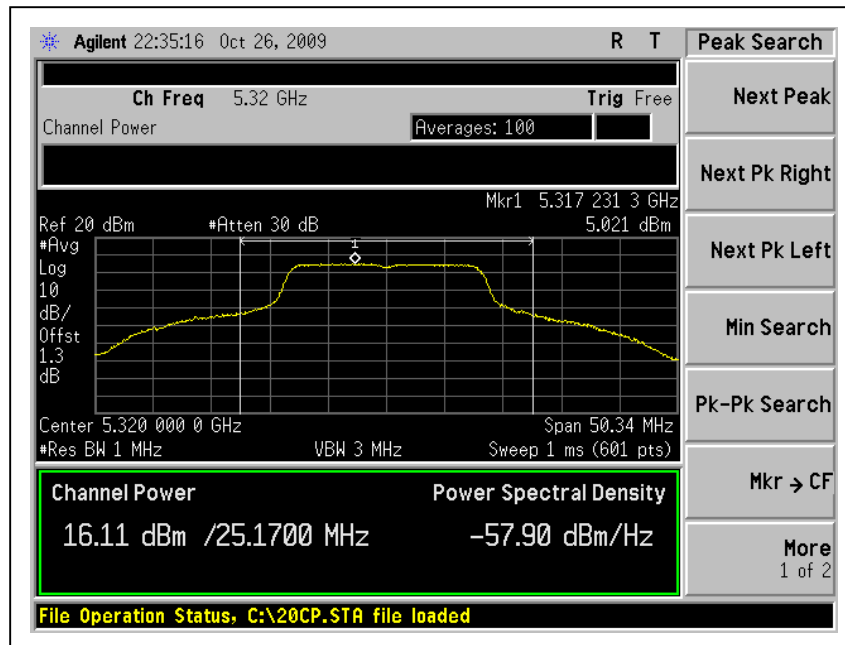 Agilent 22:35:16 Oct 26, 2009 R T
Peak Search
Ch Freq 5.32 GHz Trig Free
Channel Power Averages: 100
Mkr1 5.317 231 3 GHz
Ref 20 dBm #Atten 30 dB 5.021 dBm
#Avg
Log
10
dB/
Offst
1.3
dB
1
Center 5.320 000 0 GHz Span 50.34 MHz
#Res BW 1 MHz VBW 3 MHz Sweep 1 ms (601 pts)
Channel Power Power Spectral Density
16.11 dBm /25.1700 MHz -57.90 dBm/Hz
File Operation Status, C:\20CP.STA file loaded
Next Peak
Next Pk Right
Next Pk Left
Min Search
Pk-Pk Search
Mkr → CF
More
1 of 2